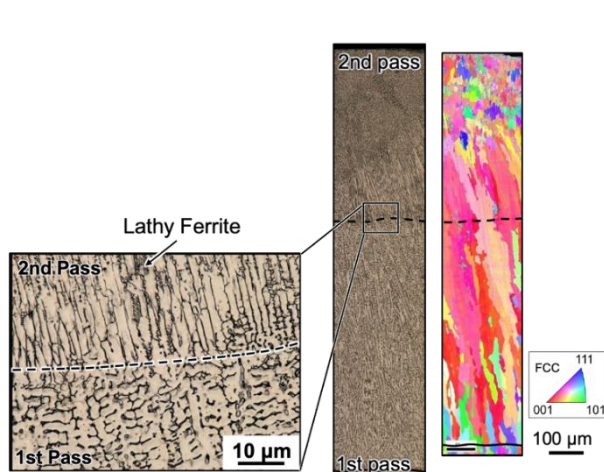 2nd pass
Lathy Ferrite
2nd Pass
1st Pass
10 µm
1st pass
FCC
111
001
101
100 µm